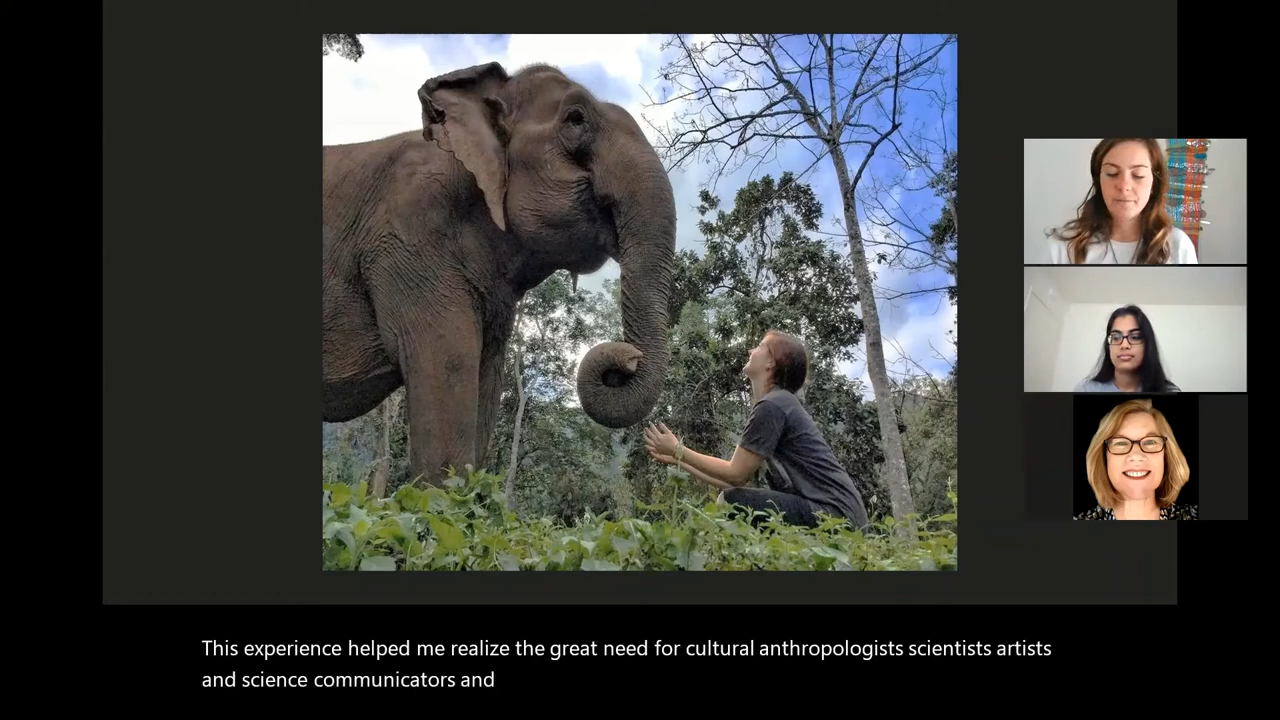 This experience helped me realize the great need for cultural anthropologists scientists artists
and science communicators and